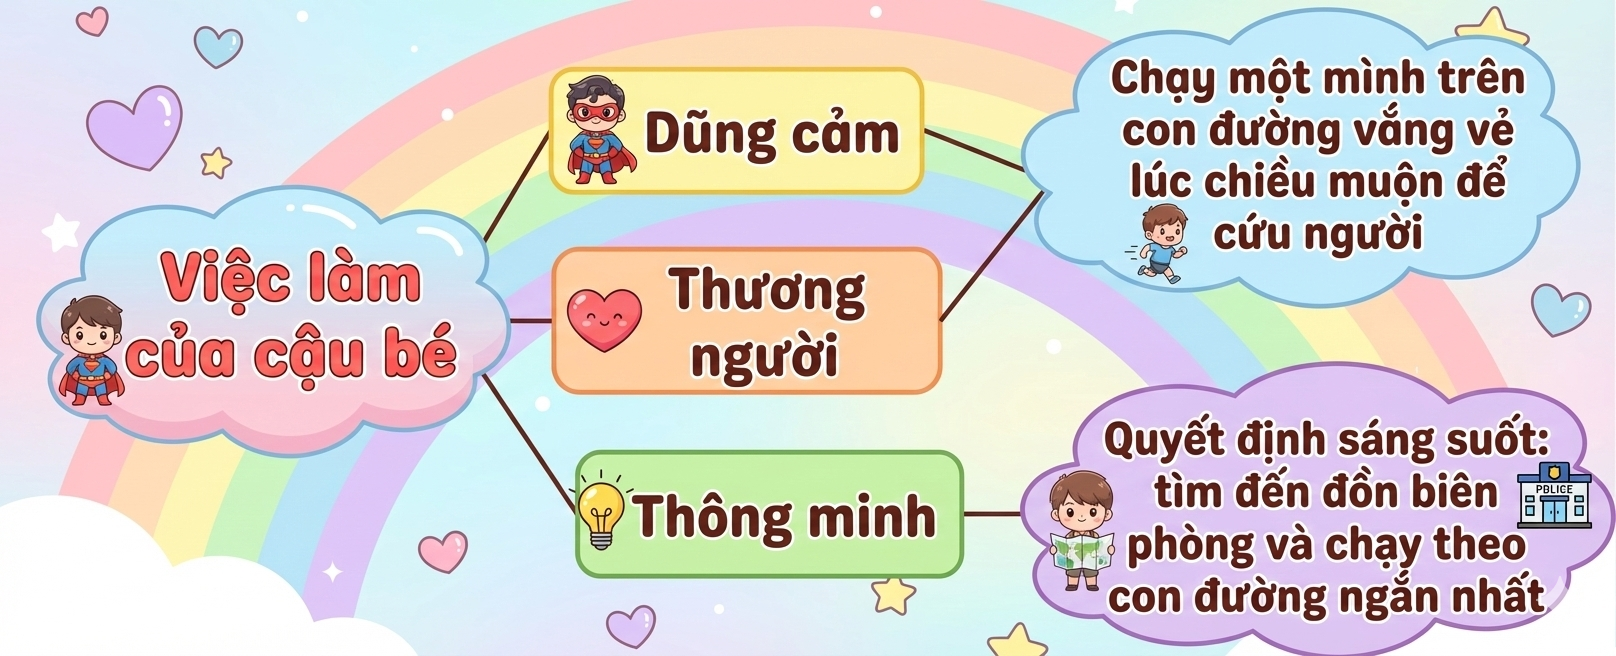 Việc làm
của cậu bé
Dũng cảm
Thương
người
Thông minh
Chạy một mình trên
con đường vắng vẻ
lúc chiều muộn để
cứu người
Quyết định sáng suốt:
tìm đến đồn biên
phòng và chạy theo
con đường ngắn nhất
PBLICE